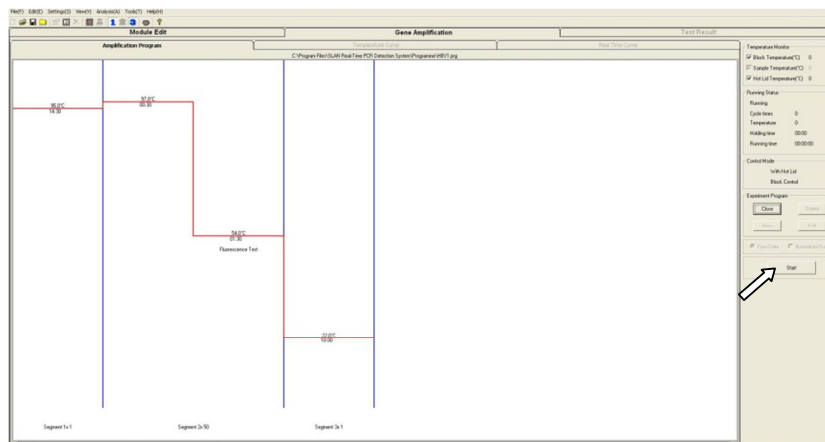 File(F) Edit(E) Settings(S) View(V) Analysis(A) Tools(T) Help(H)
Module Edit Gene Amplification Test Result
Amplification Program Temperature Curve Real Time Curve
C:\Program Files\SLAN Real Time PCR Detection System\Programme\HBV1.prg
95.0°C
14:30
97.0°C
00:30
54.0°C
01:30
Fluorescence Test
22.0°C
10:00
Segment 1x 1 Segment 2x 50 Segment 3x 1
Temperature Monitor
Block Temperature(°C) 0
Sample Temperature(°C) 0
Hot Lid Temperature(°C) 0
Running Status
Running
Cycle times 0
Temperature 0
Holding time 00:00
Running time 00:00:00
Control Mode
With Hot Lid
Block Control
Experiment Program
Close Delete
Edit
Start